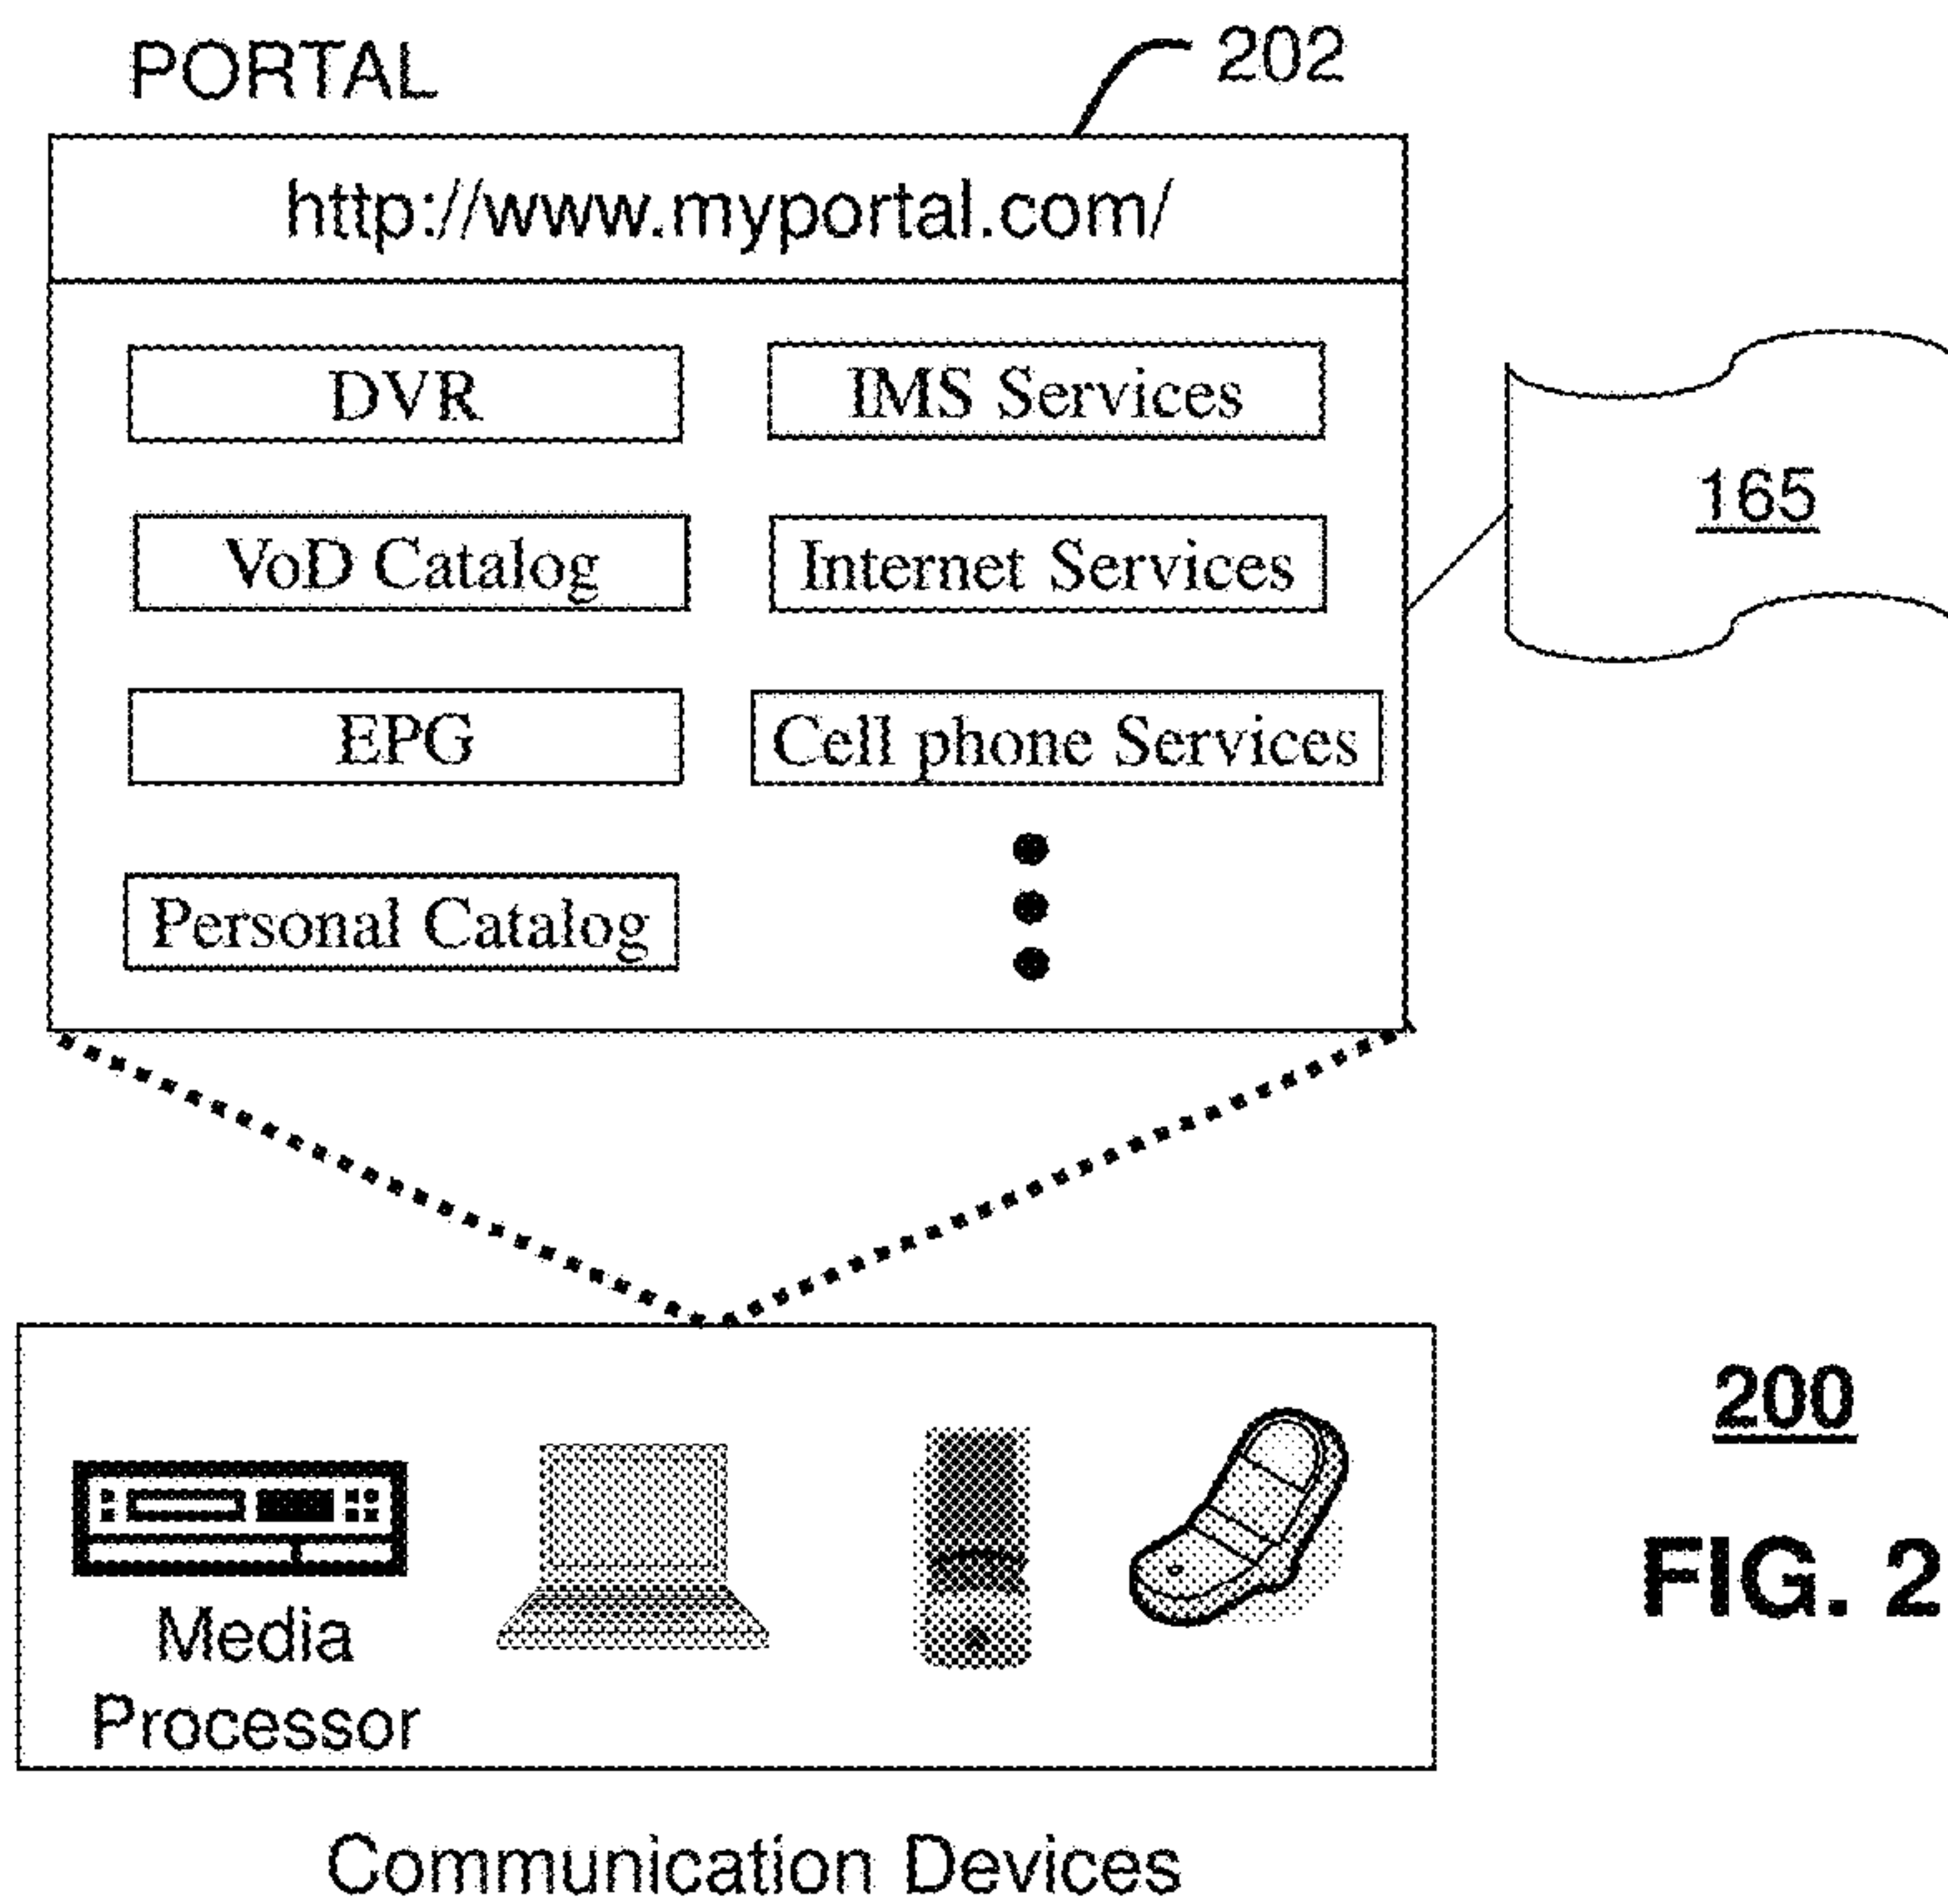 PORTAL
202
http://www.myportal.com/
DVR
IMS Services
165
VoD Catalog
Internet Services
EPG
Cell phone Services
Personal Catalog
200
FIG. 2
Media
Processor
Communication Devices